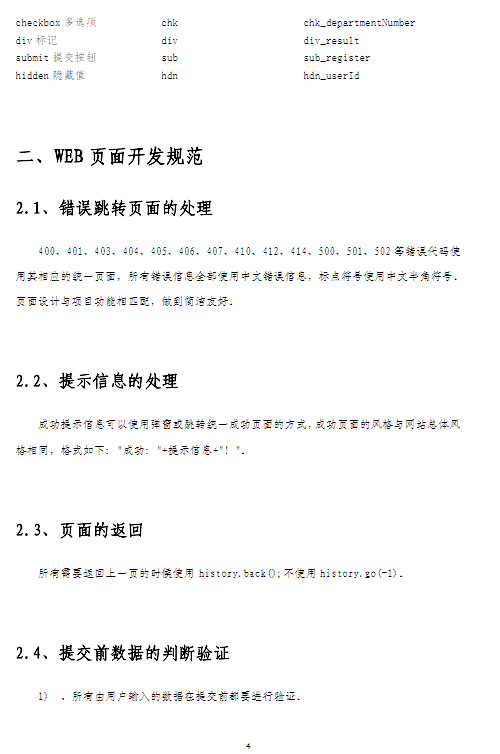 checkbox 多选项 chk chk_departmentNumber
div 标记 div div_result
submit 提交按钮 sub sub_register
hidden 隐藏值 hdn hdn_userId
二、WEB 页面开发规范
2.1、错误跳转页面的处理
400、401、403、404、405、406、407、410、412、414、500、501、502 等错误代码使
用其相应的统一页面，所有错误信息全部使用中文错误信息，标点符号使用中文半角符号。
页面设计与项目功能相匹配，做到简洁友好。
2.2、提示信息的处理
成功提示信息可以使用弹窗或跳转统一成功页面的方式，成功页面的风格与网站总体风
格相同，格式如下："成功："+提示信息+"！"。
2.3、页面的返回
所有需要返回上一页的时候使用 history.back();不使用 history.go(-1)。
2.4、提交前数据的判断验证
1) 、所有由用户输入的数据在提交前都要进行验证。
4